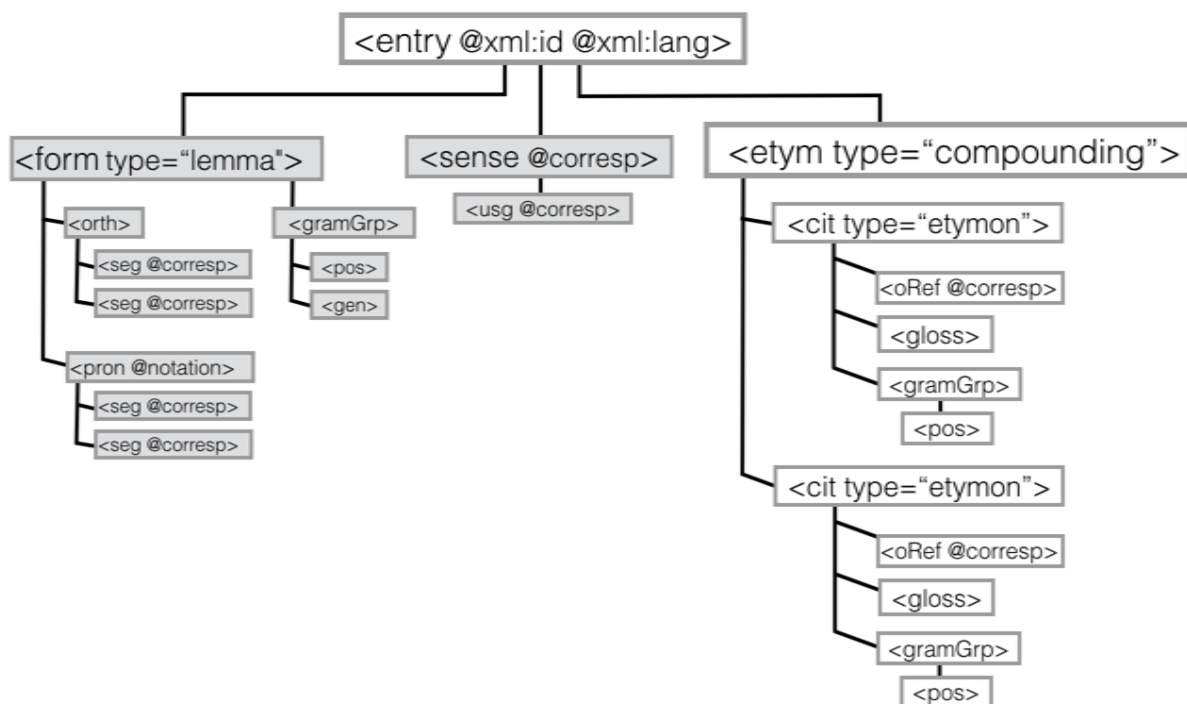 <entry @xml:id @xml:lang>
<form type=“lemma">
<orth>
<seg @corresp>
<seg @corresp>
<pron @notation>
<seg @corresp>
<seg @corresp>
<gramGrp>
<pos>
<gen>
<sense @corresp>
<usg @corresp>
<etym type=“compounding”>
<cit type=“etymon”>
<oRef @corresp>
<gloss>
<gramGrp>
<pos>
<cit type=“etymon”>
<oRef @corresp>
<gloss>
<gramGrp>
<pos>